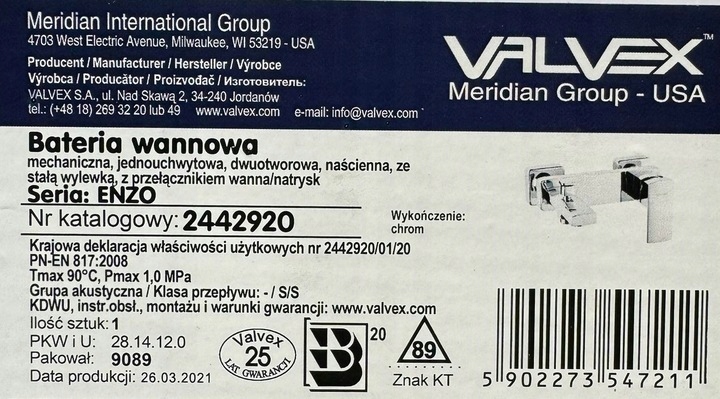 Meridian International Group
4703 West Electric Avenue, Milwaukee, WI 53219 - USA
Producent / Manufacturer / Hersteller / Výrobce
Výrobca / Producător / Proizvođač / Изготовитель:
VALVEX S.A., ul. Nad Skawą 2, 34-240 Jordanów
tel.: (+48 18) 269 32 20 lub 49 www.valvex.com e-mail: info@valvex.com
VALVEX™
Meridian Group - USA
Bateria wannowa
mechaniczna, jednouchwytowa, dwuotworowa, naścienna, ze
stałą wylewką, z przełącznikiem wanna/natrysk
Seria: ENZO
Nr katalogowy: 2442920
Wykończenie:
chrom
Krajowa deklaracja właściwości użytkowych nr 2442920/01/20
PN-EN 817:2008
Tmax 90°C, Pmax 1,0 MPa
Grupa akustyczna / Klasa przepływu: - / S/S
KDWU, instr.obsł., montażu i warunki gwarancji: www.valvex.com
Ilość sztuk: 1
PKW i U: 28.14.12.0
Pakował: 9089
Data produkcji: 26.03.2021
Valvex
25
LAT GWARANCJI
B
20
89
Znak KT
5 902273 547211